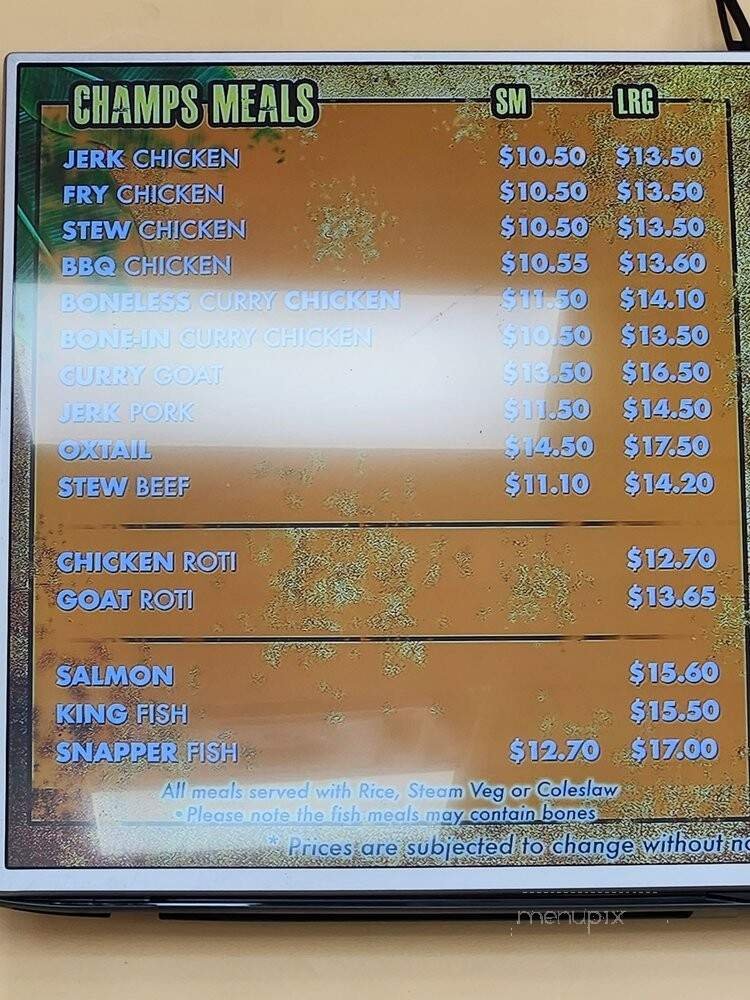 CHAMPS MEALS SM LRG
JERK CHICKEN $10.50 $13.50
FRY CHICKEN $10.50 $13.50
STEW CHICKEN $10.50 $13.50
BBQ CHICKEN $10.55 $13.60
BONELESS CURRY CHICKEN $11.50 $14.10
BONE-IN CURRY CHICKEN $10.50 $13.50
CURRY GOAT $13.50 $16.50
JERK PORK $11.50 $14.50
OXTAIL $14.50 $17.50
STEW BEEF $11.10 $14.20
CHICKEN ROTI $12.70
GOAT ROTI $13.65
SALMON $15.60
KING FISH $15.50
SNAPPER FISH $12.70 $17.00
All meals served with Rice, Steam Veg or Coleslaw
• Please note the fish meals may contain bones
* Prices are subjected to change without no
menupix